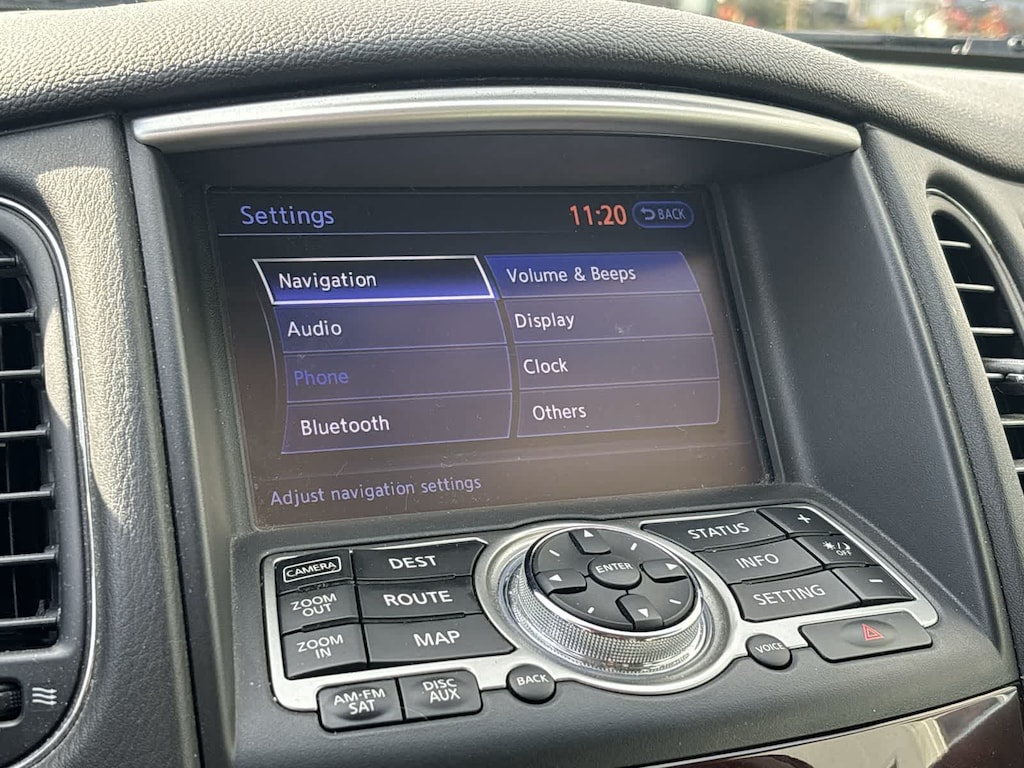 Settings 11:20 BACK
Navigation Volume & Beeps
Audio Display
Phone Clock
Bluetooth Others
Adjust navigation settings
CAMERA DEST STATUS +
ZOOM OUT ROUTE ENTER INFO OFF
ZOOM IN MAP SETTING -
AM·FM SAT DISC AUX BACK VOICE